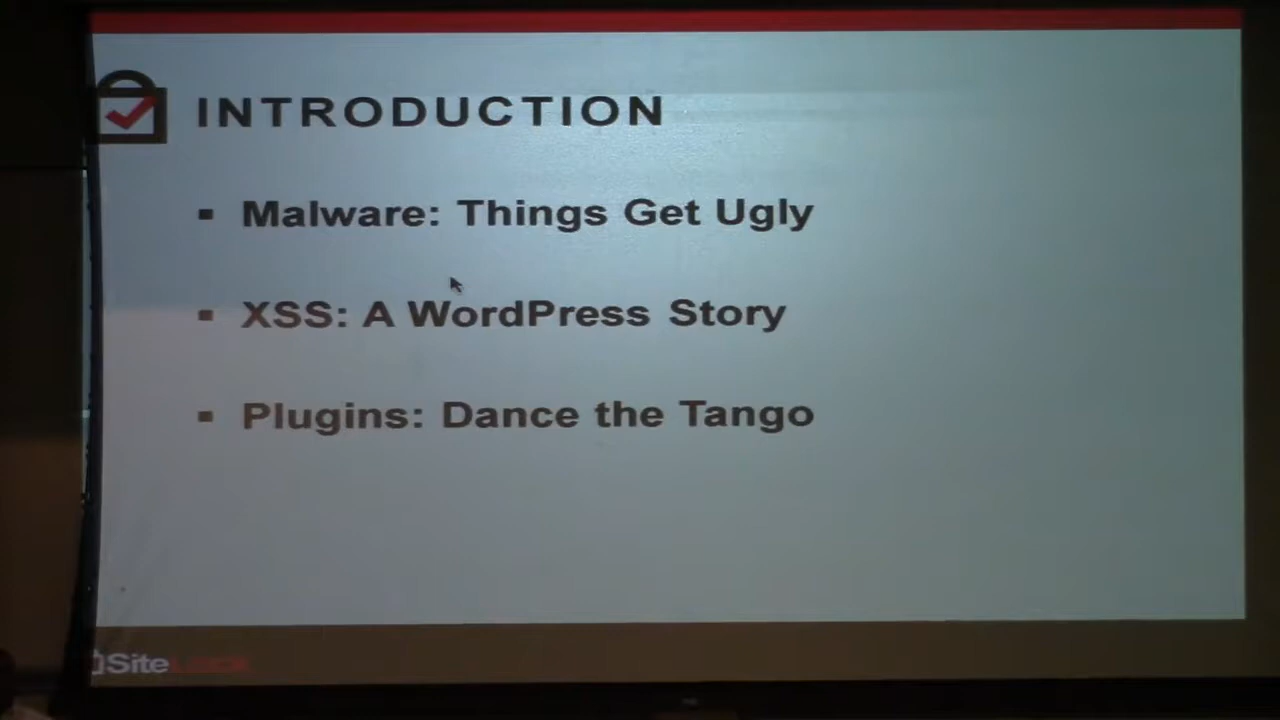 INTRODUCTION
▪ Malware: Things Get Ugly
▪ XSS: A WordPress Story
▪ Plugins: Dance the Tango
SiteLOCK